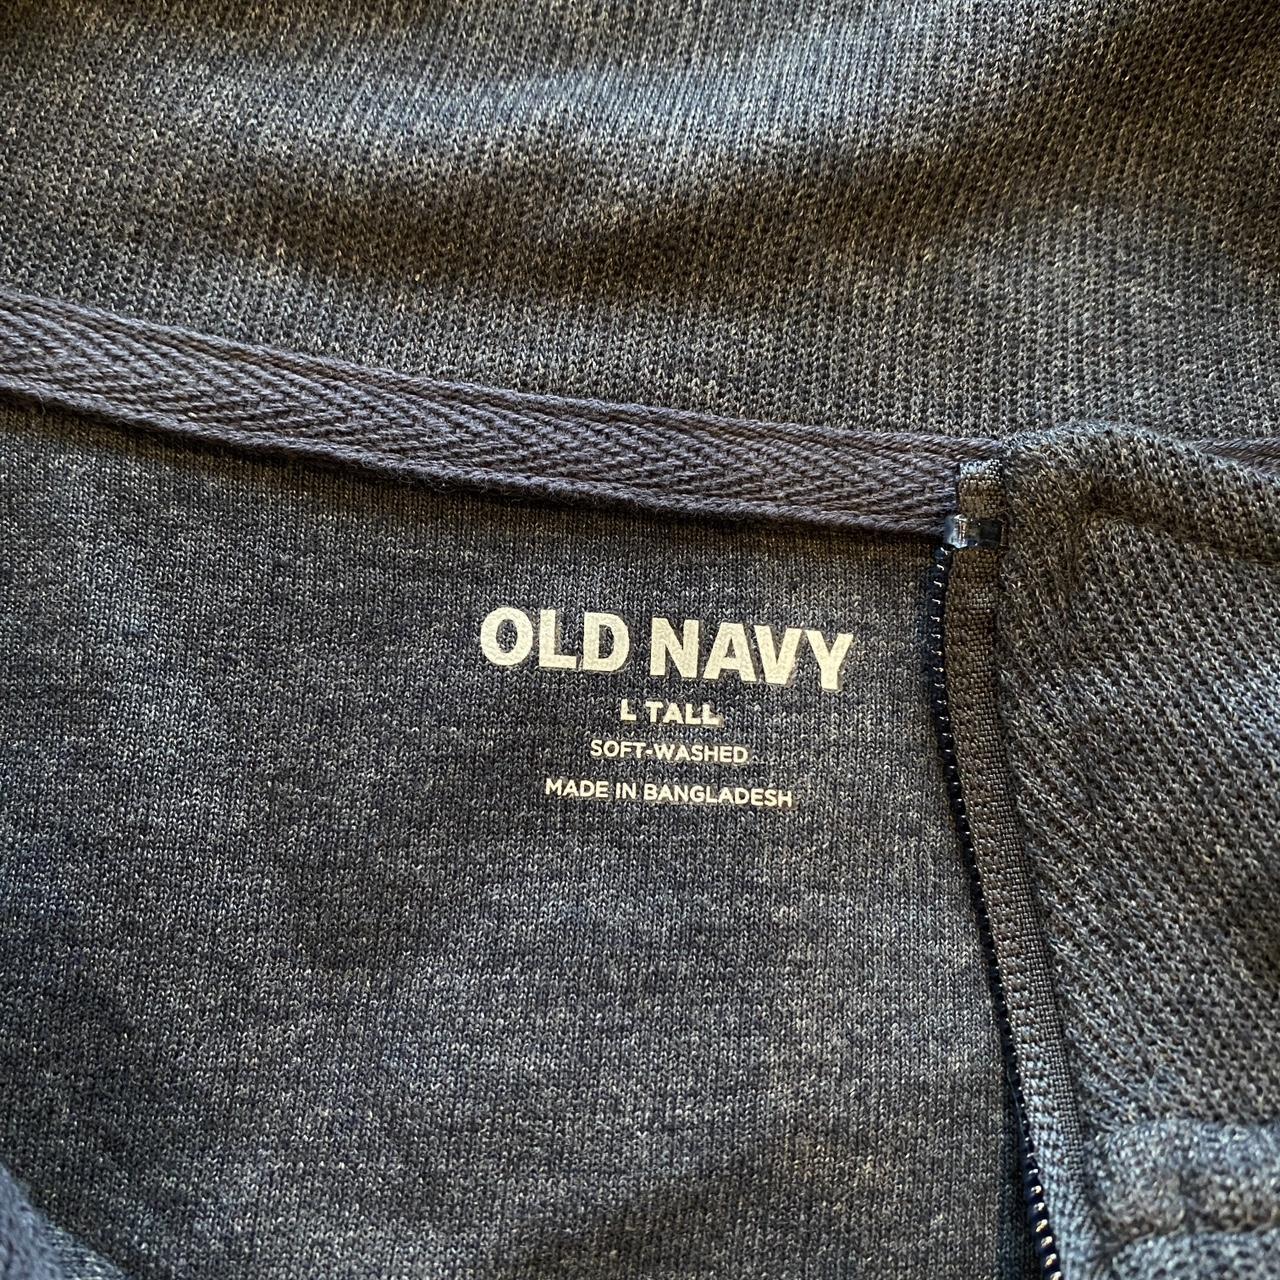 OLD NAVY
L TALL
SOFT-WASHED
MADE IN BANGLADESH